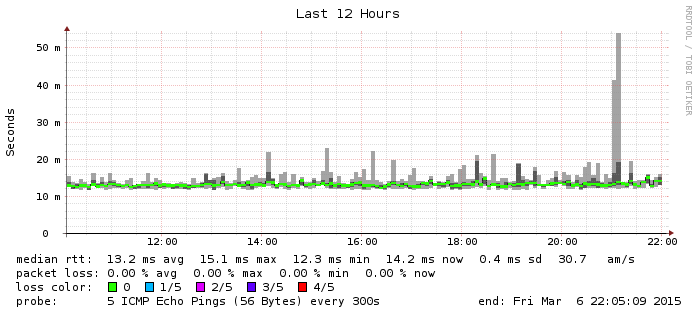 Last 12 Hours
RRDTOOL / TOBI OETIKER
Seconds
50 m
40 m
30 m
20 m
10 m
0
12:00 14:00 16:00 18:00 20:00 22:00
median rtt: 13.2 ms avg 15.1 ms max 12.3 ms min 14.2 ms now 0.4 ms sd 30.7 am/s
packet loss: 0.00 % avg 0.00 % max 0.00 % min 0.00 % now
loss color: 0 1/5 2/5 3/5 4/5
probe: 5 ICMP Echo Pings (56 Bytes) every 300s end: Fri Mar 6 22:05:09 2015